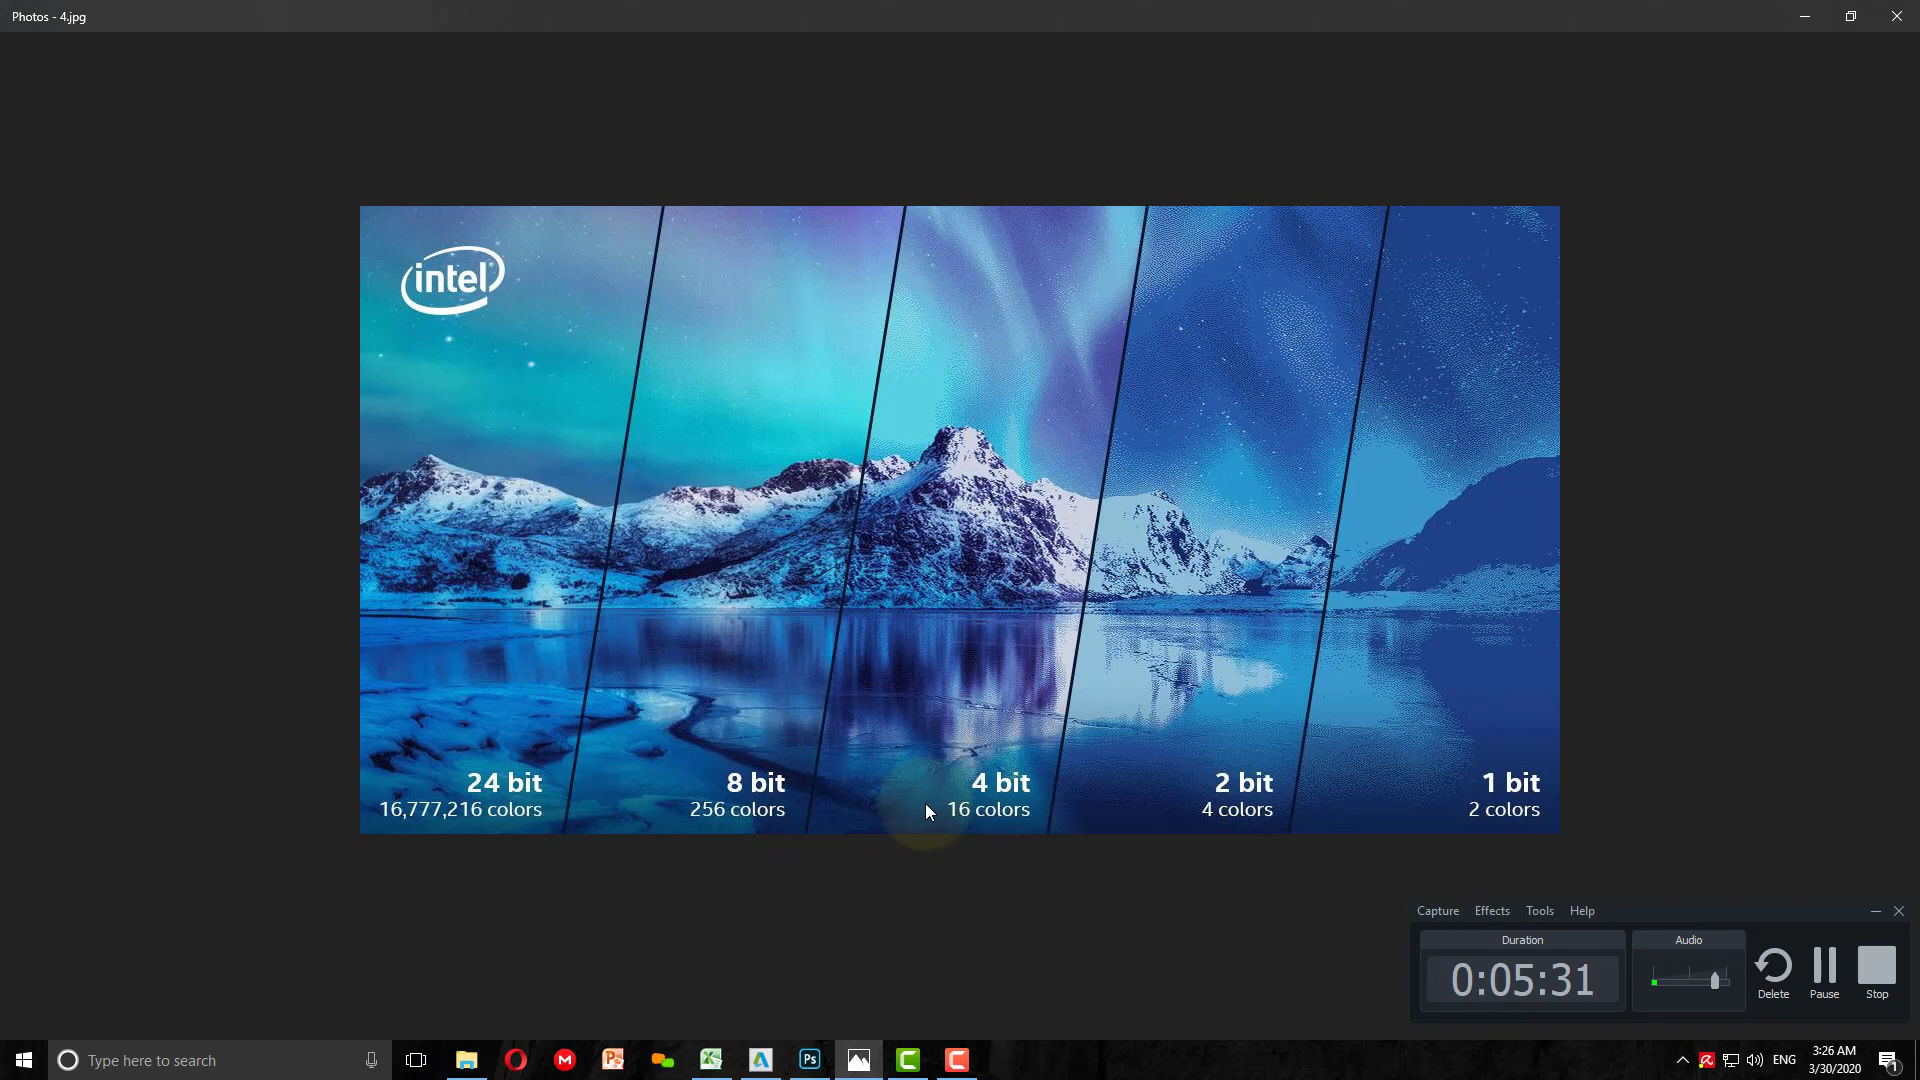 Photos - 4.jpg
intel
24 bit
16,777,216 colors
8 bit
256 colors
4 bit
16 colors
2 bit
4 colors
1 bit
2 colors
Capture Effects Tools Help
Duration
0:05:31
Audio
Delete
Pause
Stop
Type here to search
Ps
ENG
3:26 AM
3/30/2020
1